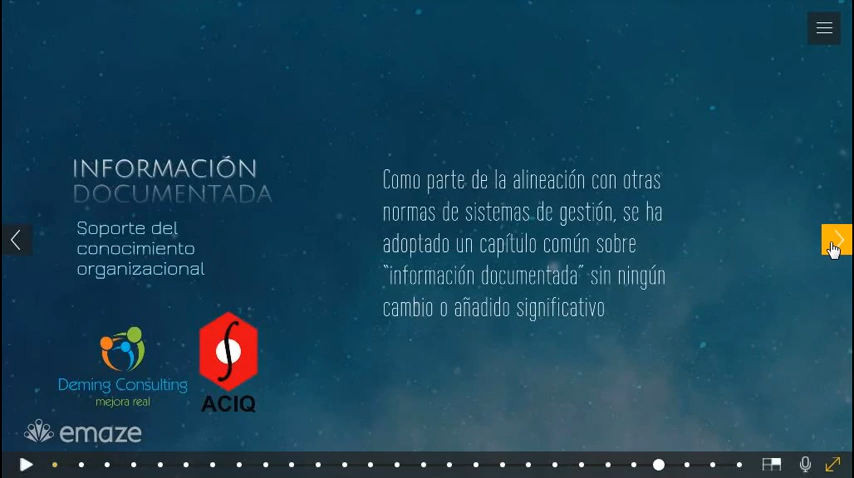 INFORMACIÓN
DOCUMENTADA
Soporte del
conocimiento
organizacional
Como parte de la alineación con otras
normas de sistemas de gestión, se ha
adoptado un capítulo común sobre
“información documentada” sin ningún
cambio o añadido significativo
Deming Consulting
mejora real
ACIQ
emaze